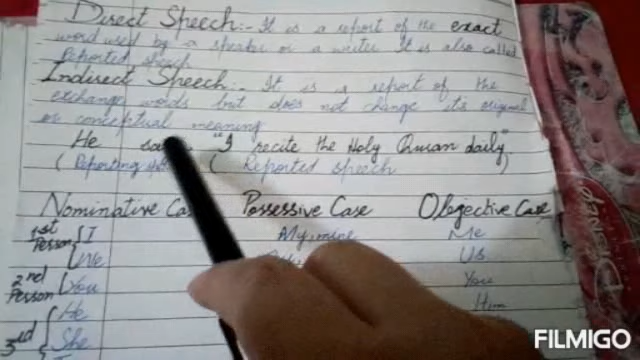 Direct Speech:- It is a report of the exact
word used by a speaker or a writer. It is also called
Reported speech.
Indirect Speech:- It is a report of the
exchange words but does not change its original
or conceptual meaning
He "I recite the Holy Quran daily"
(Reporting ( Reported speech )
Nominative Case Possessive Case Objective Case
1st Person { I My, mine Me
We Us
2nd Person { You You
3rd { He Him
She
FILMIGO